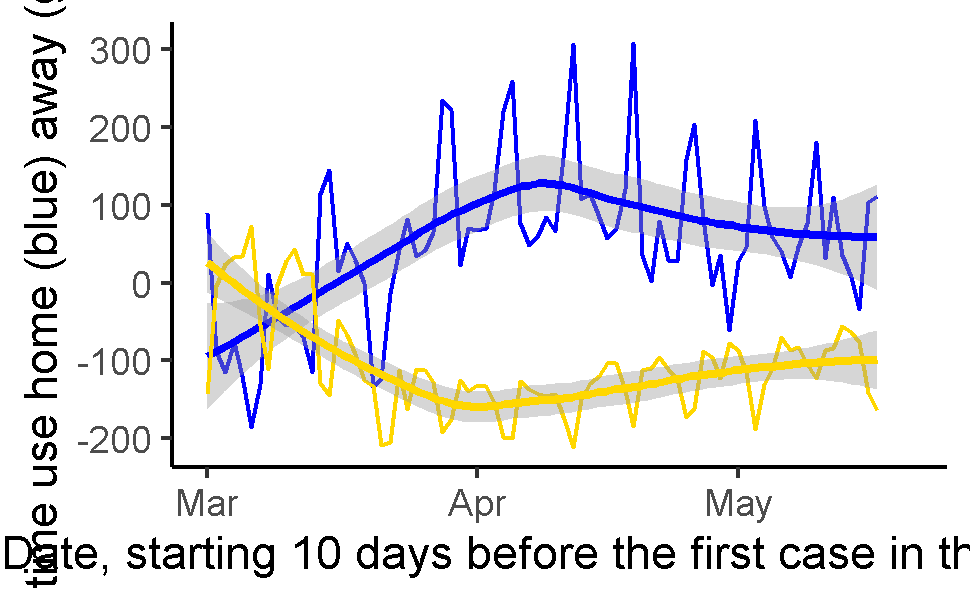 time use home (blue) away (
300
200
100
0
-100
-200
Mar Apr May
Date, starting 10 days before the first case in th